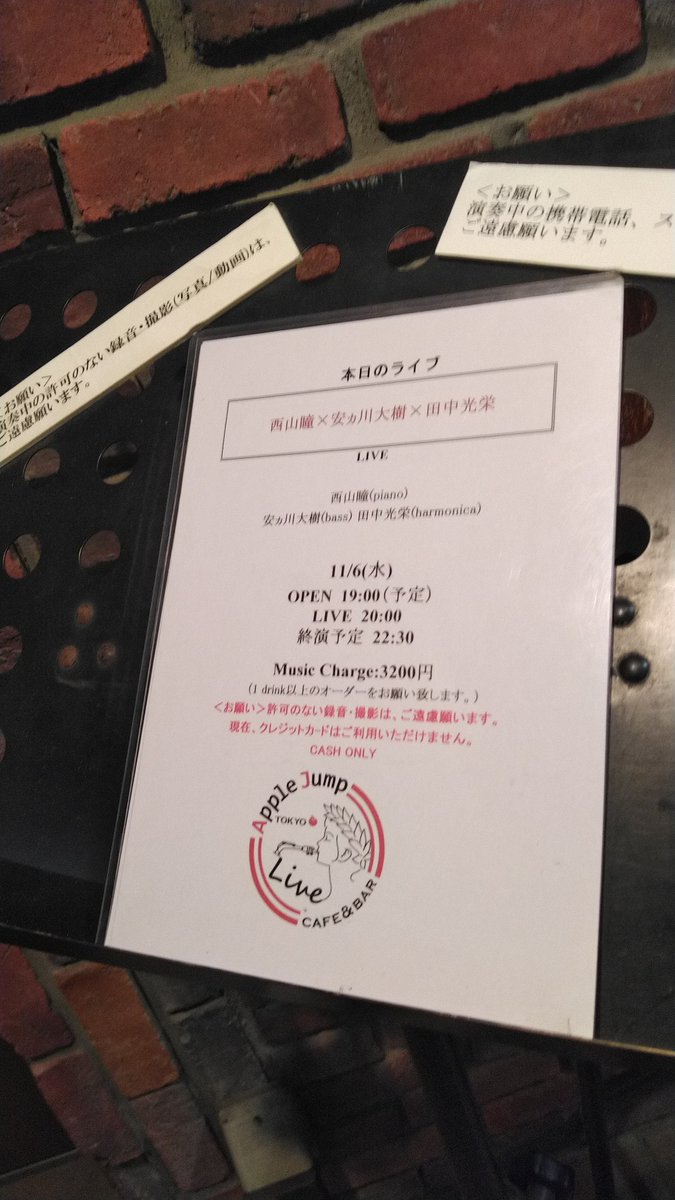 <お願い>
演奏中の携帯電話、ス
ご遠慮願います。
<お願い>
演奏中の許可のない録音・撮影(写真/動画)は、
ご遠慮願います。
本日のライブ
西山瞳×安ヵ川大樹×田中光栄
LIVE
西山瞳(piano)
安ヵ川大樹(bass) 田中光栄(harmonica)
11/6(水)
OPEN 19:00(予定)
LIVE 20:00
終演予定 22:30
Music Charge:3200円
(1 drink以上のオーダーをお願い致します。)
<お願い>許可のない録音・撮影は、ご遠慮願います。
現在、クレジットカードはご利用いただけません。
CASH ONLY
Apple Jump
TOKYO
Live
CAFE&BAR